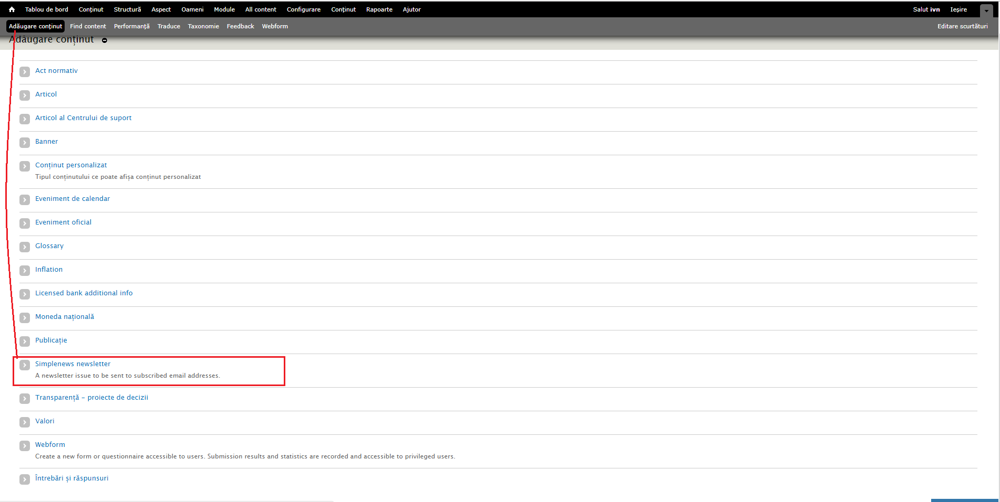 Tablou de bord Conținut Structură Aspect Oameni Module All content Configurare Conținut Rapoarte Ajutor Salut ivn Ieșire
Adăugare conținut Find content Performanță Traduce Taxonomie Feedback Webform Editare scurtături
Adăugare conținut
Act normativ
Articol
Articol al Centrului de suport
Banner
Conținut personalizat
Tipul conținutului ce poate afișa conținut personalizat
Eveniment de calendar
Eveniment oficial
Glossary
Inflation
Licensed bank additional info
Moneda națională
Publicație
Simplenews newsletter
A newsletter issue to be sent to subscribed email addresses.
Transparență - proiecte de decizii
Valori
Webform
Create a new form or questionnaire accessible to users. Submission results and statistics are recorded and accessible to privileged users.
Întrebări și răspunsuri